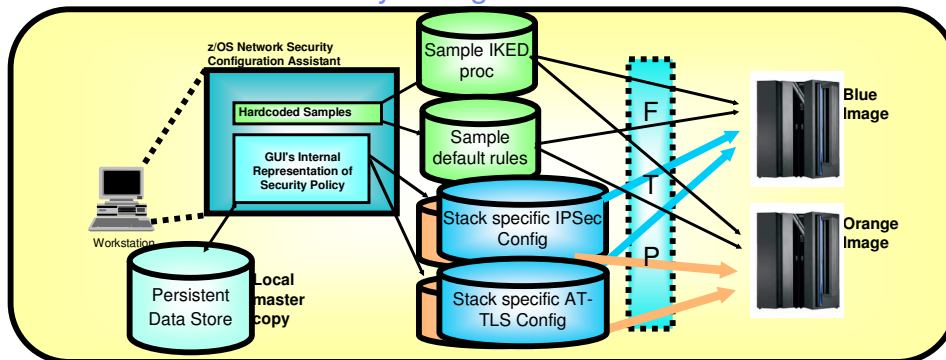 z/OS Network Security
Configuration Assistant
Hardcoded Samples
GUI's Internal
Representation of
Security Policy
Workstation
Persistent
Data Store
Local
master
copy
Sample IKED
proc
Sample
default rules
Stack specific IPSec
Config
Stack specific AT-
TLS Config
F
T
P
Blue
Image
Orange
Image